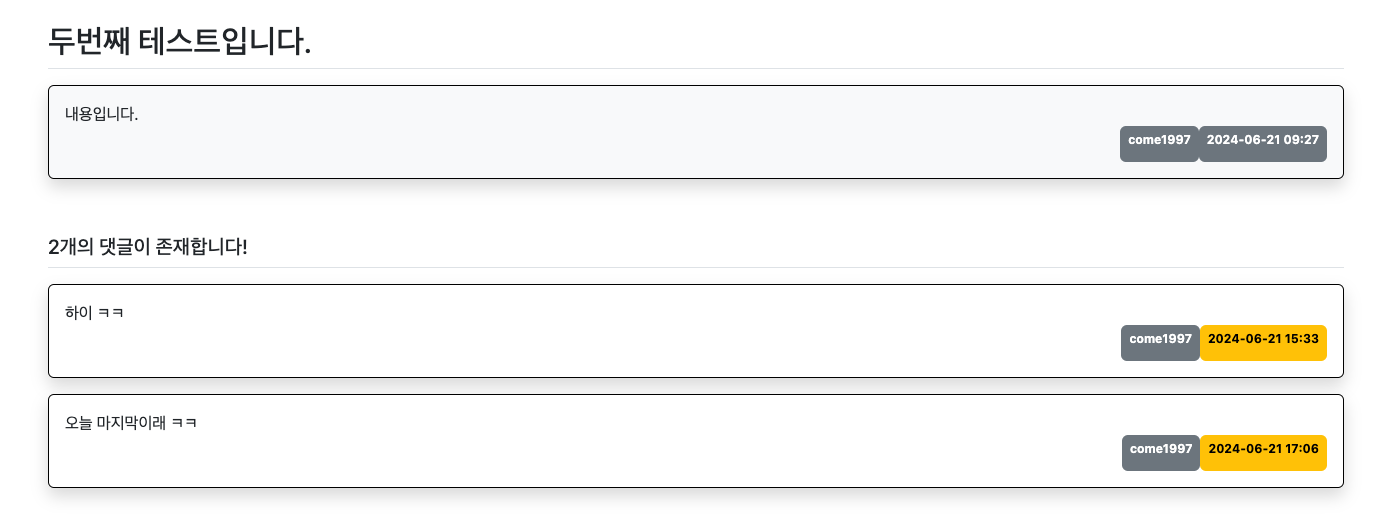 두번째 테스트입니다.
내용입니다.
come1997 2024-06-21 09:27
2개의 댓글이 존재합니다!
하이 ㅋㅋ
come1997 2024-06-21 15:33
오늘 마지막이래 ㅋㅋ
come1997 2024-06-21 17:06